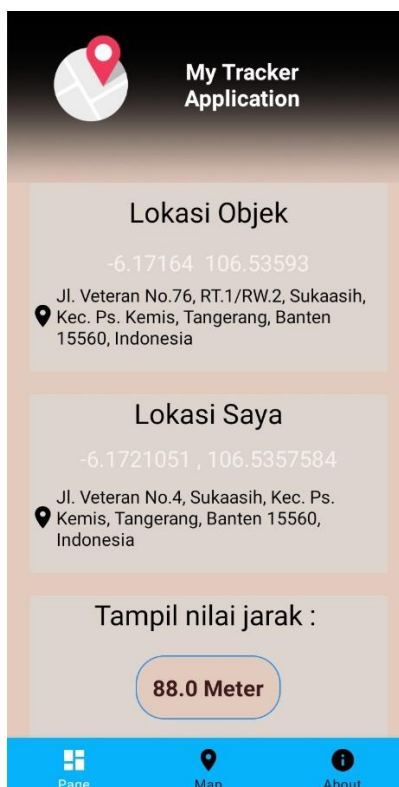 My Tracker
Application
Lokasi Objek
-6.17164 106.53593
Jl. Veteran No.76, RT.1/RW.2, Sukaasih,
Kec. Ps. Kemis, Tangerang, Banten
15560, Indonesia
Lokasi Saya
-6.1721051 , 106.5357584
Jl. Veteran No.4, Sukaasih, Kec. Ps.
Kemis, Tangerang, Banten 15560,
Indonesia
Tampil nilai jarak :
88.0 Meter
Page
Map
About